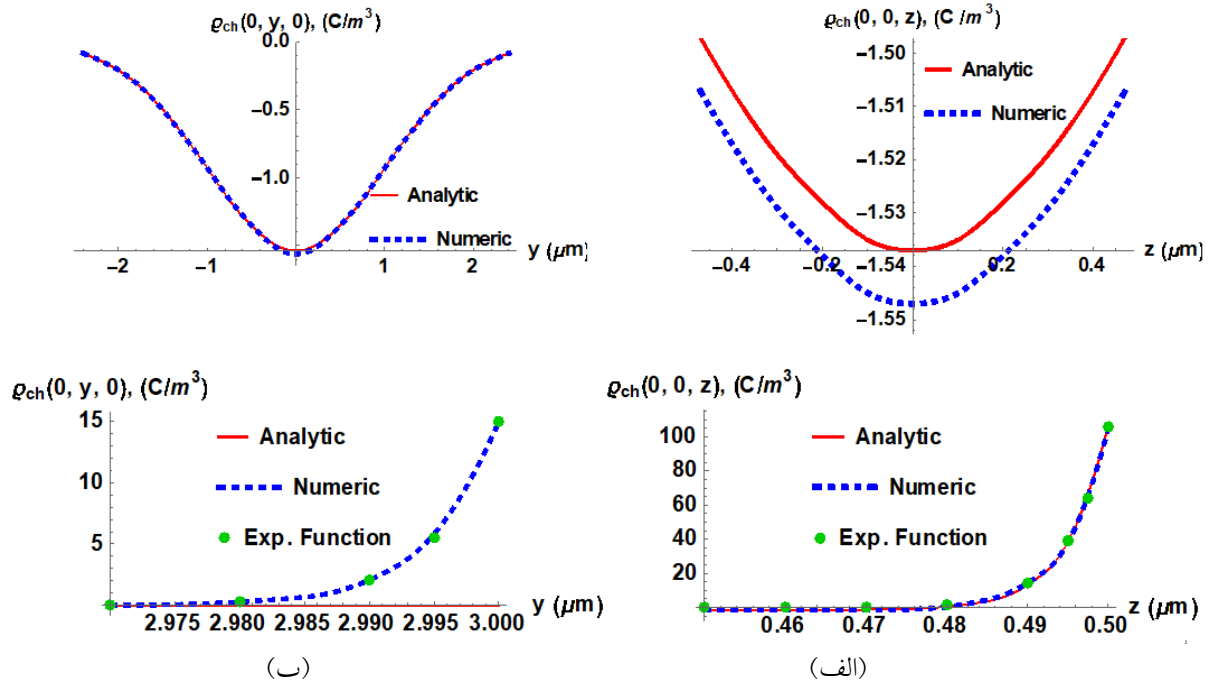 ϱch(0, y, 0), (C/m³)
0.0
−0.5
−1.0
Analytic
Numeric
−2 −1 1 2
y (μm)
ϱch(0, 0, z), (C/m³)
−1.50
−1.51
−1.52
−1.53
−1.54
−1.55
Analytic
Numeric
−0.4 −0.2 0.2 0.4
z (μm)
ϱch(0, y, 0), (C/m³)
15
10
5
Analytic
Numeric
Exp. Function
2.975 2.980 2.985 2.990 2.995 3.000
y (μm)
(ب)
ϱch(0, 0, z), (C/m³)
100
80
60
40
20
Analytic
Numeric
Exp. Function
0.46 0.47 0.48 0.49 0.50
z (μm)
(الف)